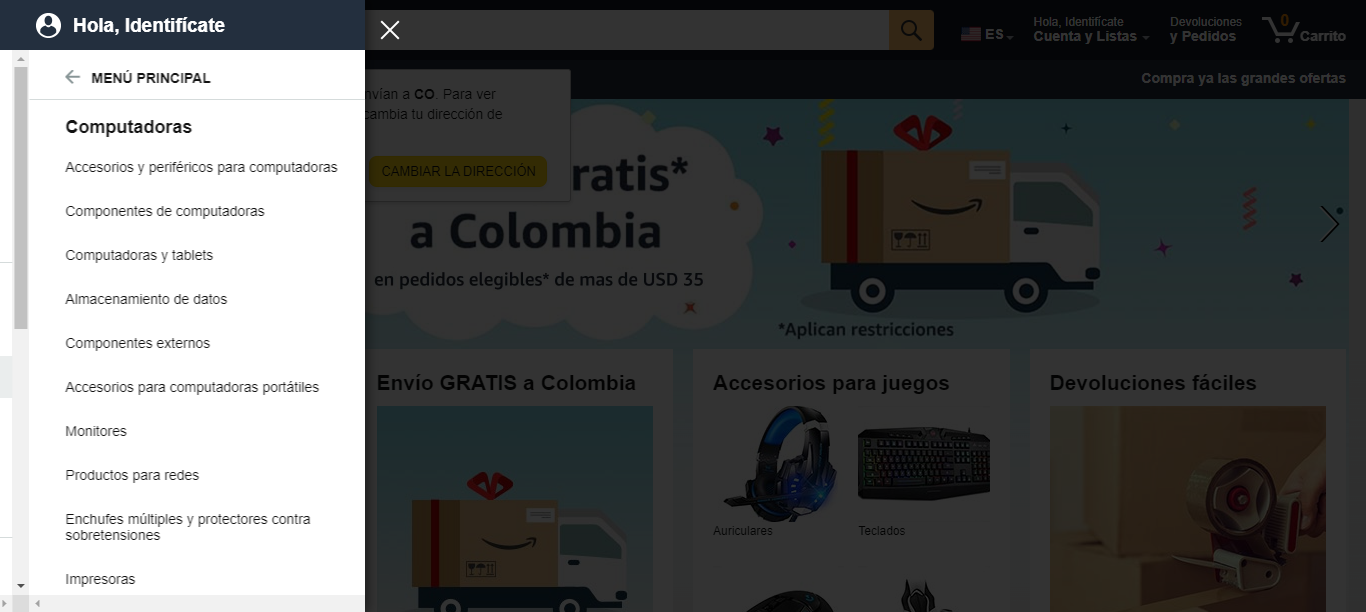 Hola, Identifícate
MENÚ PRINCIPAL
Computadoras
Accesorios y periféricos para computadoras
Componentes de computadoras
Computadoras y tablets
Almacenamiento de datos
Componentes externos
Accesorios para computadoras portátiles
Monitores
Productos para redes
Enchufes múltiples y protectores contra
sobretensiones
Impresoras
ES
Hola, Identifícate
Cuenta y Listas
Devoluciones
y Pedidos
0
Carrito
Compra ya las grandes ofertas
nvían a CO. Para ver
cambia tu dirección de
CAMBIAR LA DIRECCIÓN
ratis*
a Colombia
en pedidos elegibles* de mas de USD 35
*Aplican restricciones
Envío GRATIS a Colombia
Accesorios para juegos
Auriculares
Teclados
Devoluciones fáciles